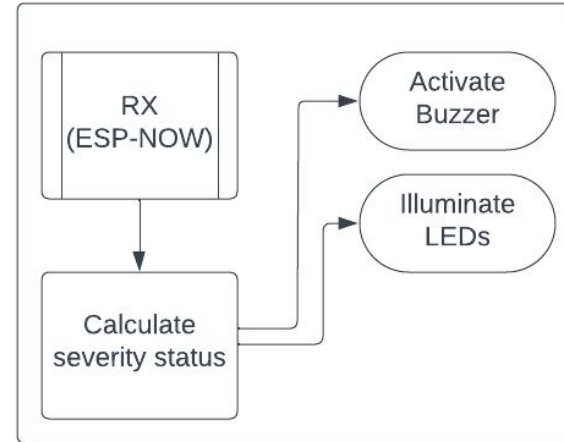 RX
(ESP-NOW)
Activate
Buzzer
Illuminate
LEDs
Calculate
severity status